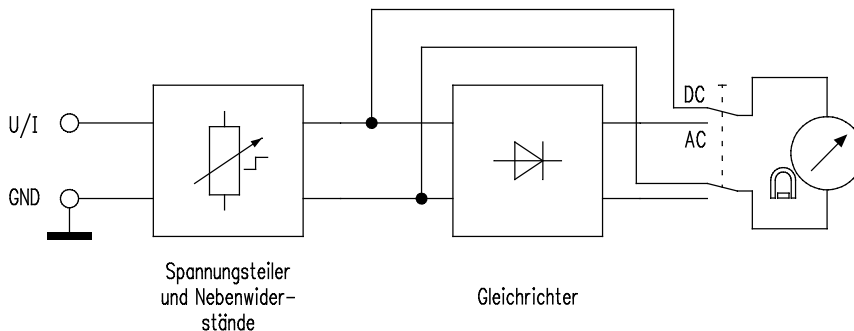 U/I
GND
DC
AC
Spannungsteiler
und Nebenwider-
stände
Gleichrichter